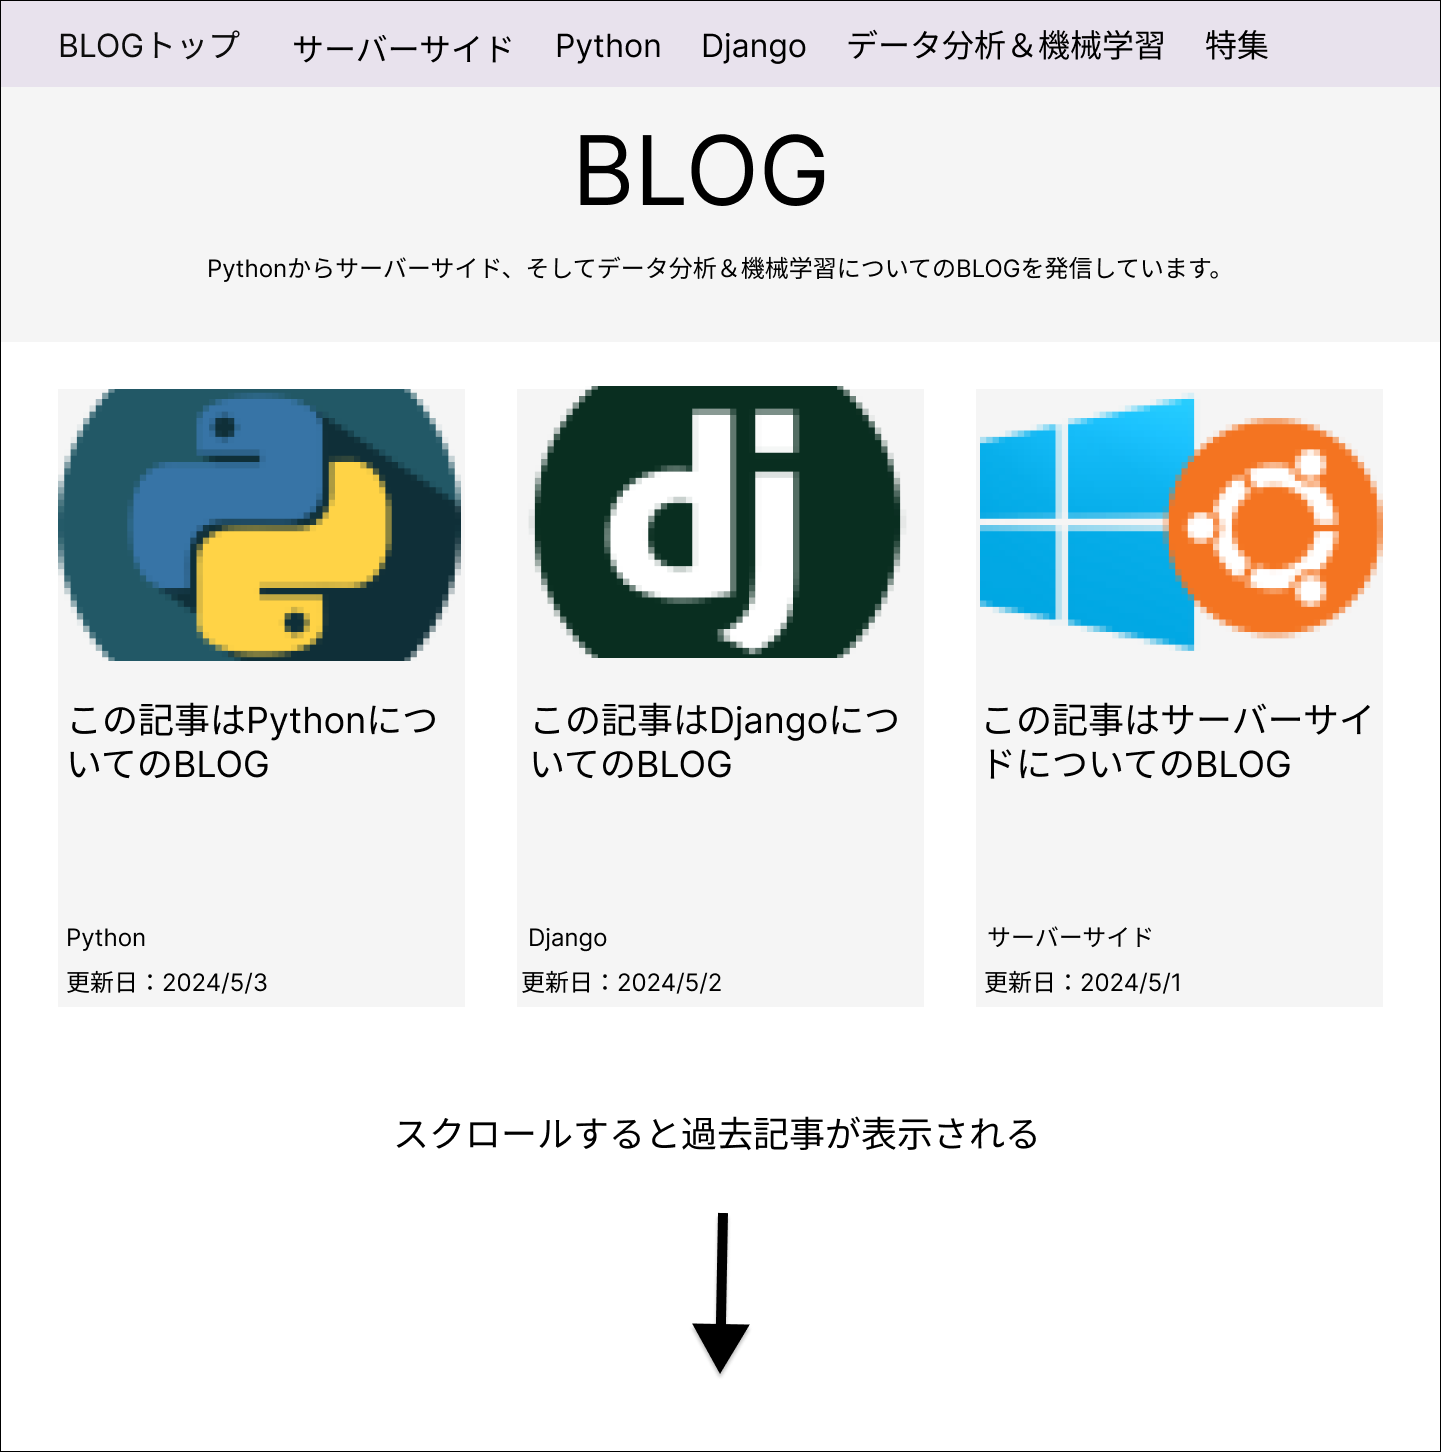 BLOGトップ サーバーサイド Python Django データ分析＆機械学習 特集
BLOG
Pythonからサーバーサイド、そしてデータ分析＆機械学習についてのBLOGを発信しています。
dj
この記事はPythonにつ
いてのBLOG
Python
更新日：2024/5/3
この記事はDjangoにつ
いてのBLOG
Django
更新日：2024/5/2
この記事はサーバーサイ
ドについてのBLOG
サーバーサイド
更新日：2024/5/1
スクロールすると過去記事が表示される